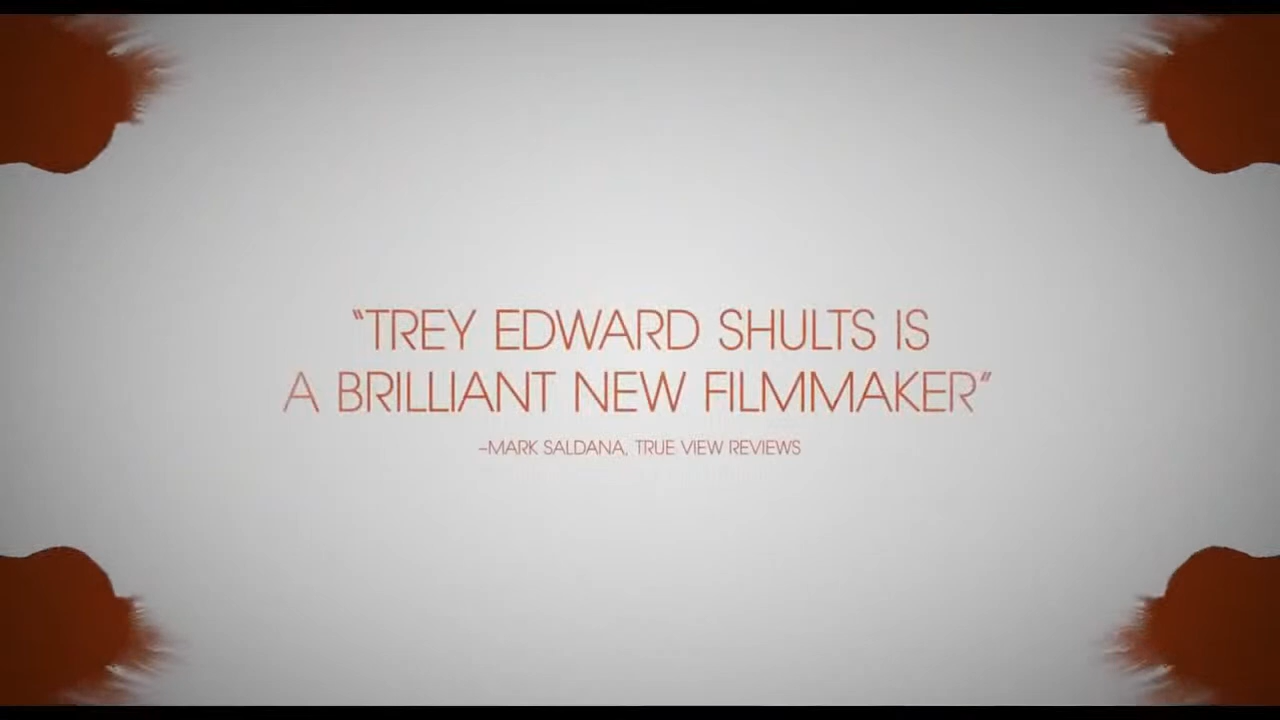 “TREY EDWARD SHULTS IS
A BRILLIANT NEW FILMMAKER”
–MARK SALDANA, TRUE VIEW REVIEWS